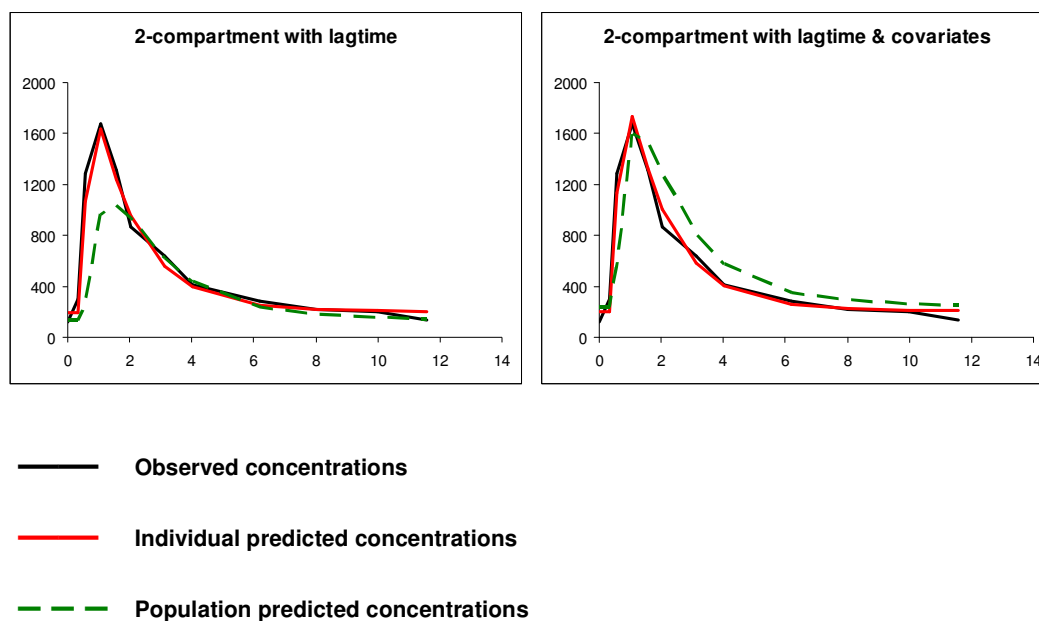 2-compartment with lagtime
2000
1600
1200
800
400
0
0 2 4 6 8 10 12 14
2-compartment with lagtime & covariates
2000
1600
1200
800
400
0
0 2 4 6 8 10 12 14
Observed concentrations
Individual predicted concentrations
Population predicted concentrations